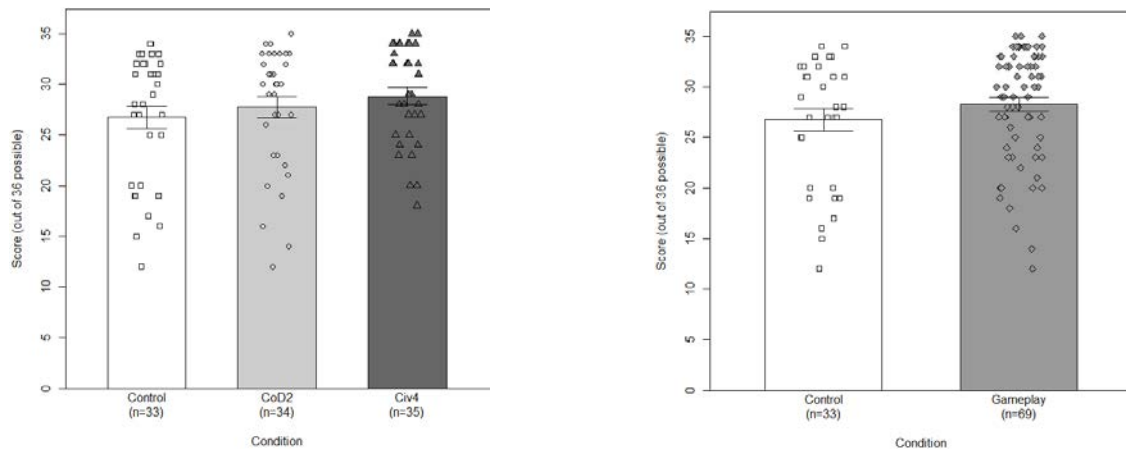 Score (out of 36 possible)
35
30
25
20
15
10
5
0
Control
(n=33)
CoD2
(n=34)
Civ4
(n=35)
Condition
Score (out of 36 possible)
35
30
25
20
15
10
5
0
Control
(n=33)
Gameplay
(n=69)
Condition